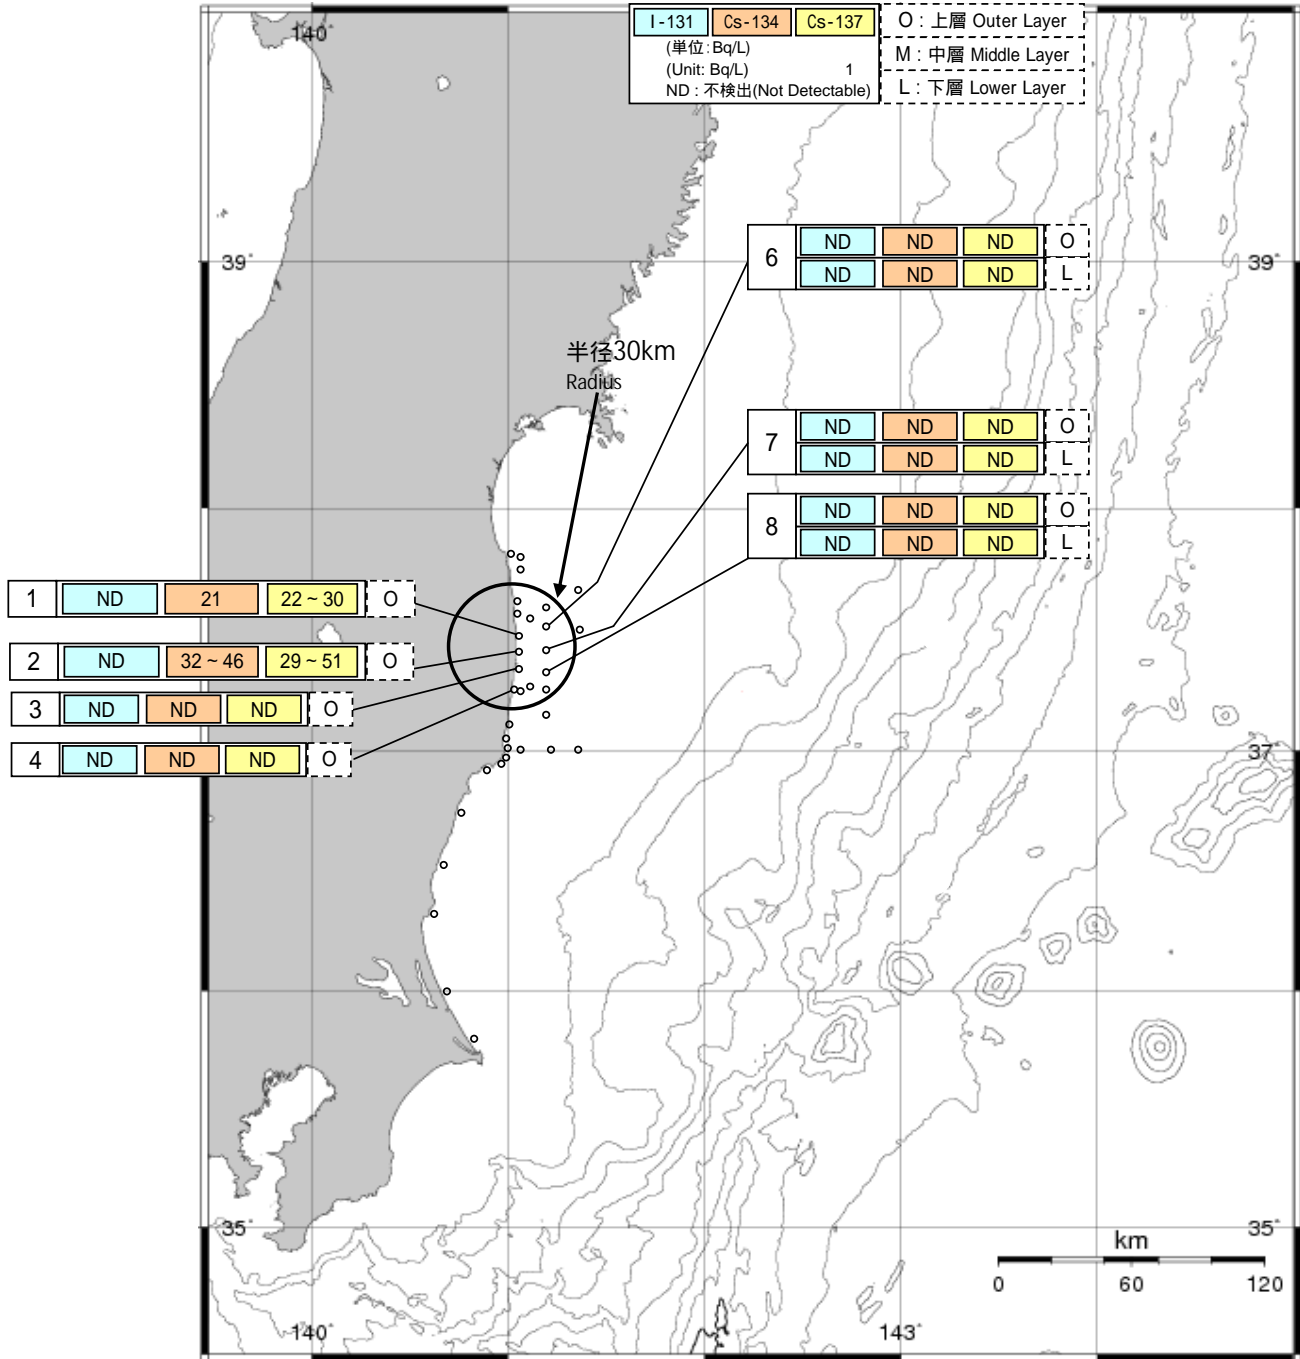 I-131 Cs-134 Cs-137
(単位:Bq/L)
(Unit: Bq/L) 1
ND : 不検出(Not Detectable)
O : 上層 Outer Layer
M : 中層 Middle Layer
L : 下層 Lower Layer
140°
6 ND ND ND O
ND ND ND L
39° 39°
半径30km
Radius
7 ND ND ND O
ND ND ND L
8 ND ND ND O
ND ND ND L
1 ND 21 22 ~ 30 O
2 ND 32 ~ 46 29 ~ 51 O
3 ND ND ND O
4 ND ND ND O
37°
35° 35°
km
0 60 120
140° 143°